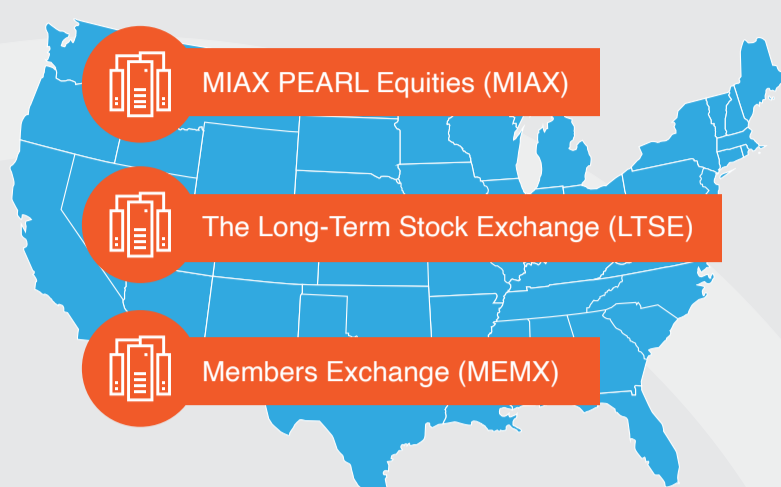 MIAX PEARL Equities (MIAX)
The Long-Term Stock Exchange (LTSE)
Members Exchange (MEMX)